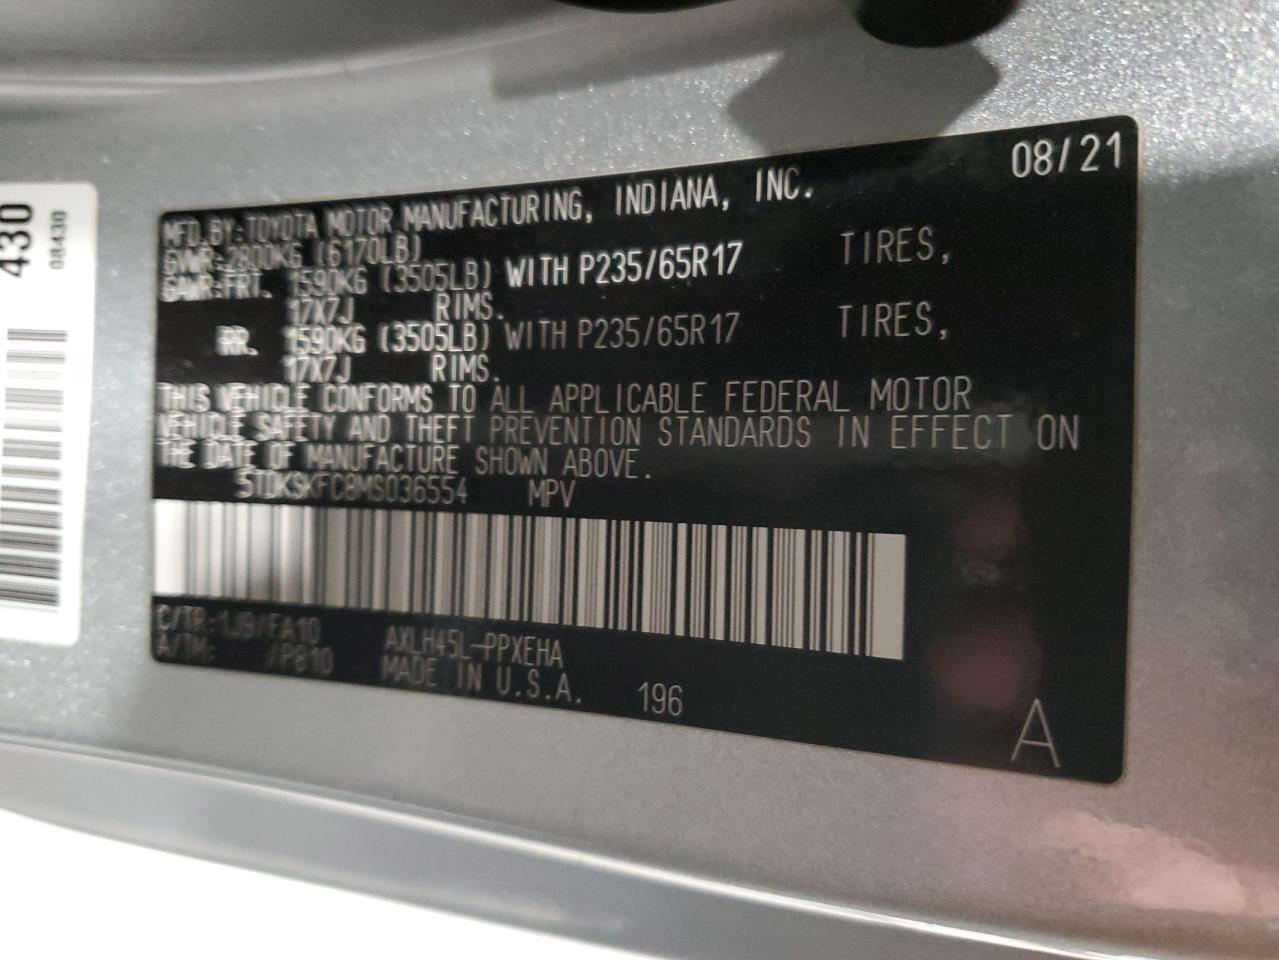 430
08430
08/21
MFD.BY:TOYOTA MOTOR MANUFACTURING, INDIANA, INC.
GVWR:2800KG (6170LB)
GAWR:FRT. 1590KG (3505LB) WITH P235/65R17 TIRES,
17X7J RIMS.
RR. 1590KG (3505LB) WITH P235/65R17 TIRES,
17X7J RIMS.
THIS VEHICLE CONFORMS TO ALL APPLICABLE FEDERAL MOTOR
VEHICLE SAFETY AND THEFT PREVENTION STANDARDS IN EFFECT ON
THE DATE OF MANUFACTURE SHOWN ABOVE.
5TDKSKFC8MS036554 MPV
C/TR:1J9/FA10 AXLH45L-PPXEHA
A/TM: /P810 MADE IN U.S.A. 196
A